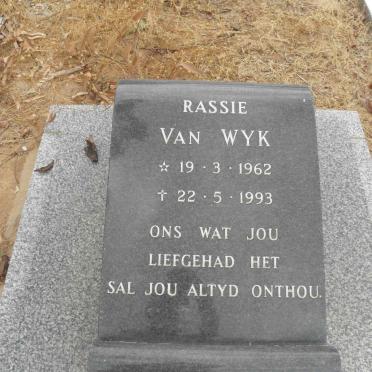 RASSIE
VAN WYK
☆ 19 · 3 · 1962
✝ 22 · 5 · 1993
ONS WAT JOU
LIEFGEHAD HET
SAL JOU ALTYD ONTHOU.